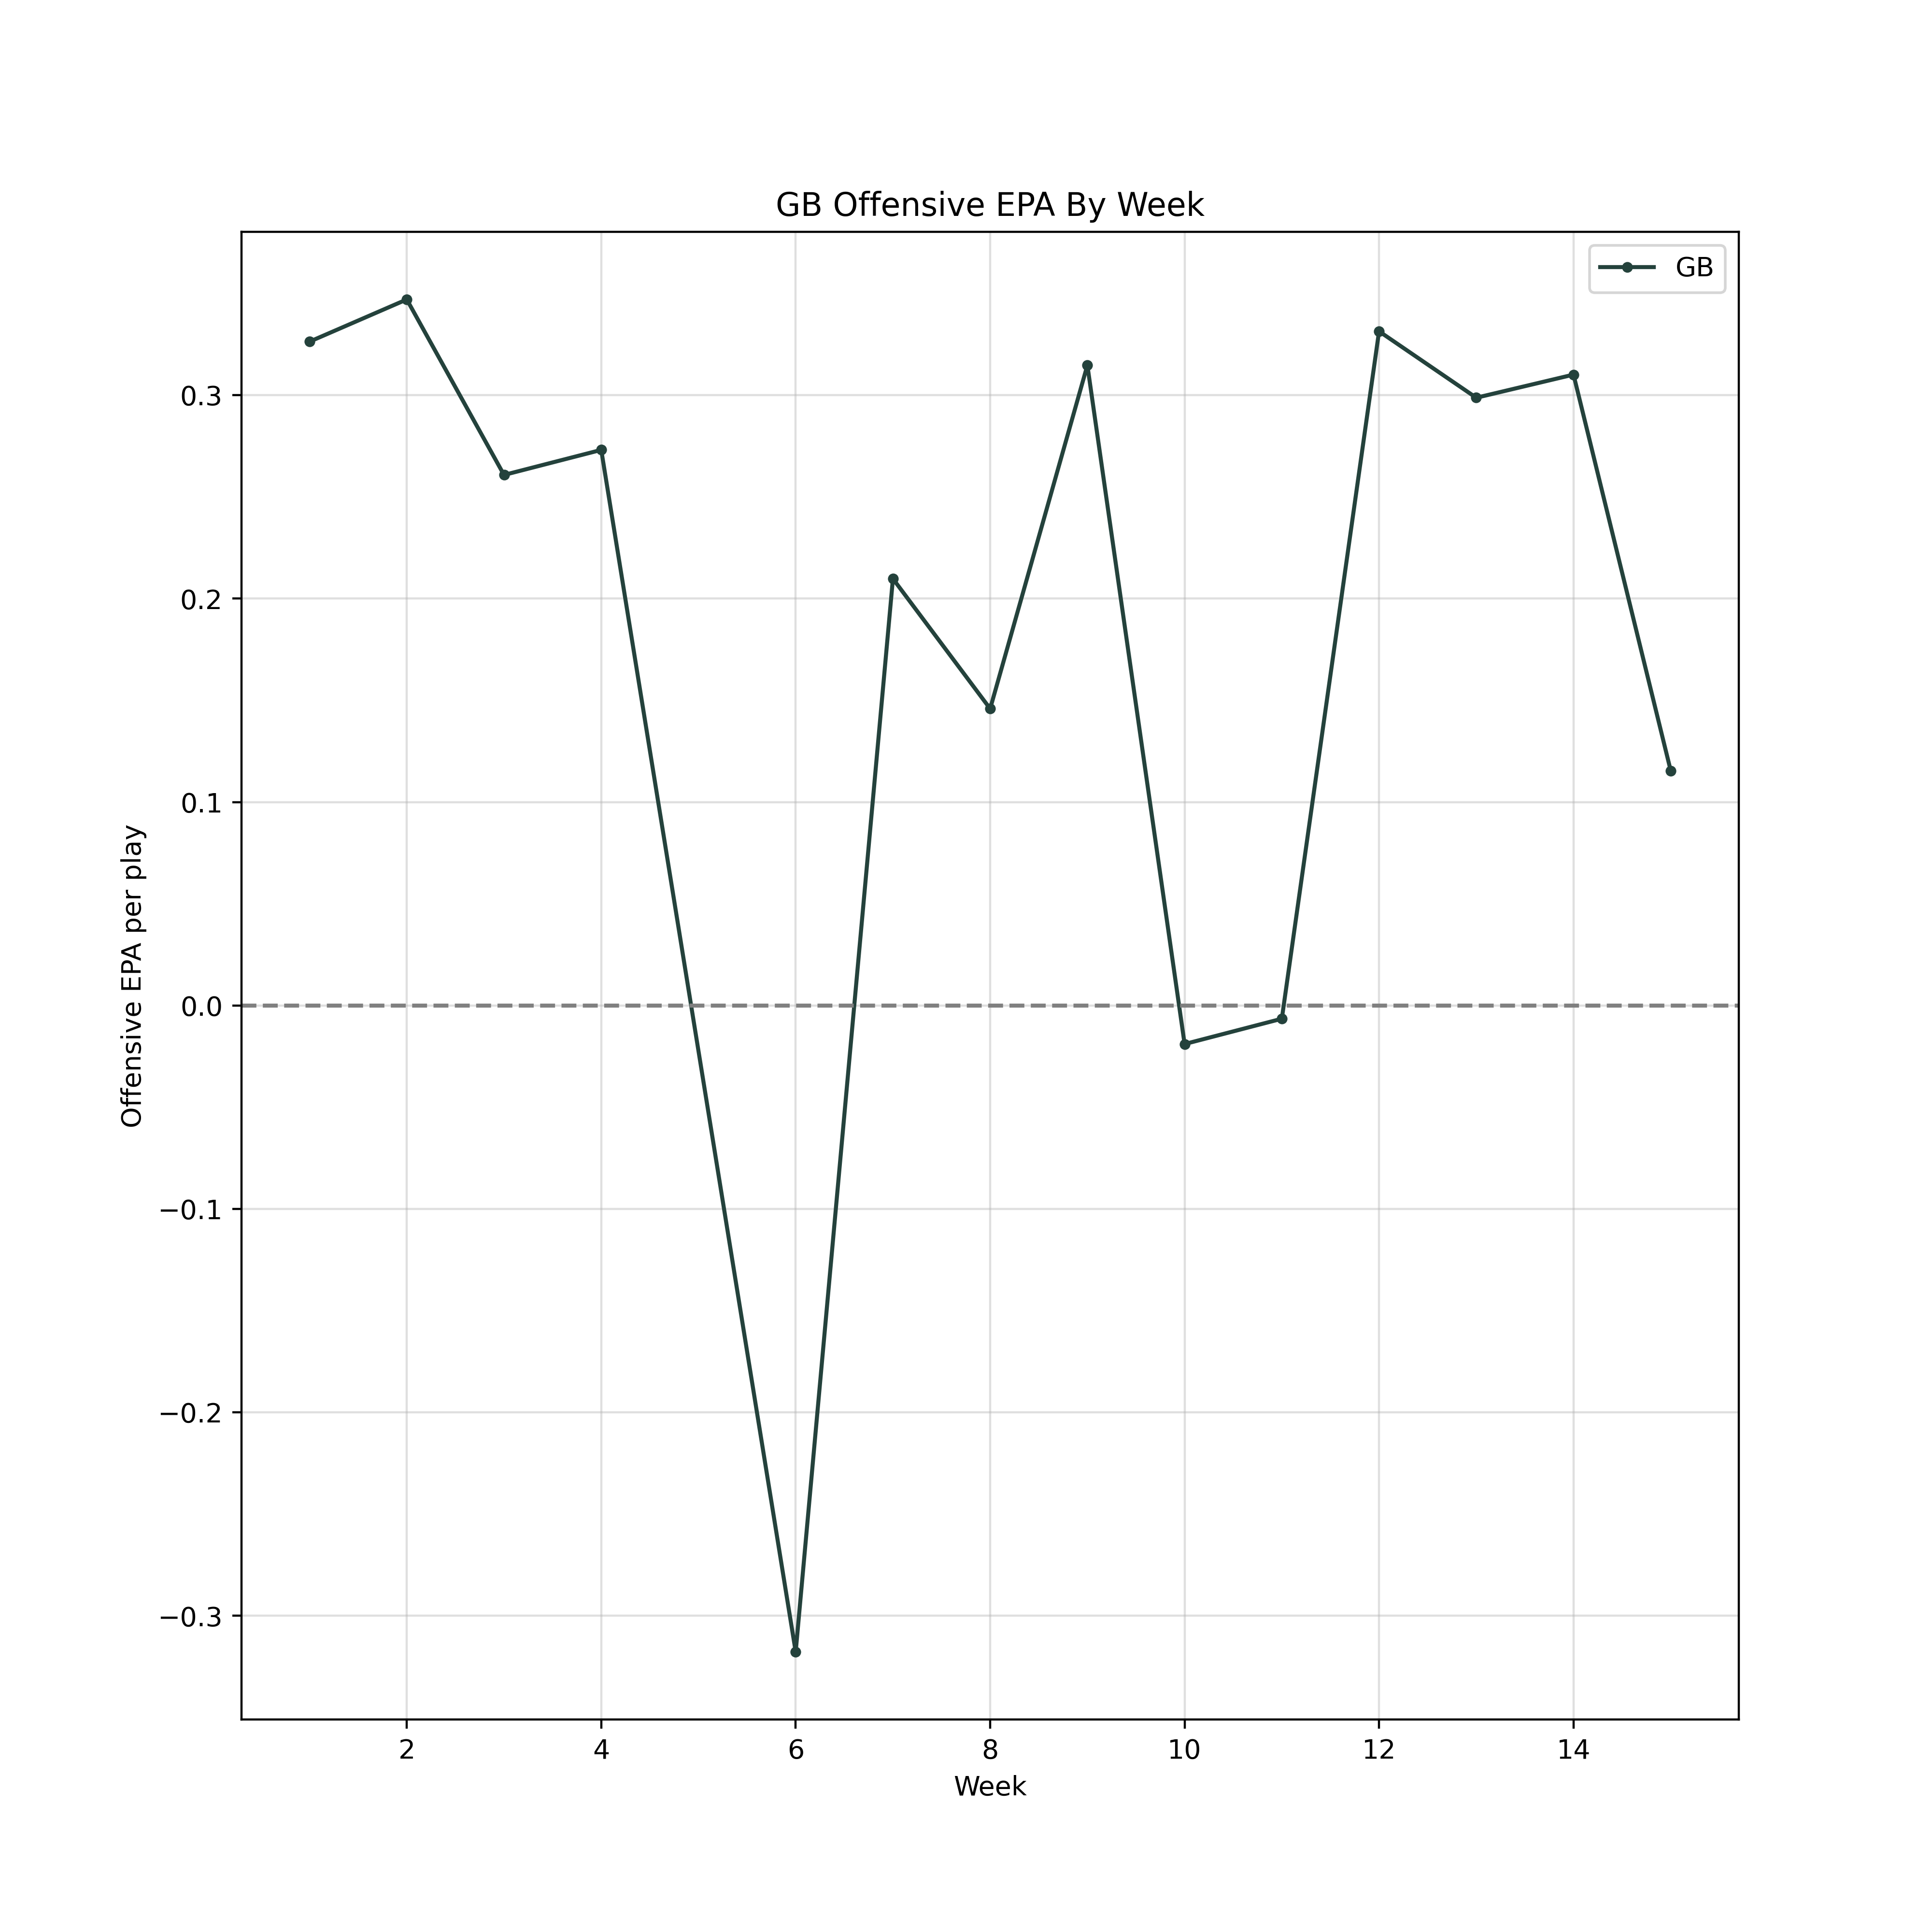 GB Offensive EPA By Week
GB
0.3
0.2
0.1
0.0
−0.1
−0.2
−0.3
Offensive EPA per play
2 4 6 8 10 12 14
Week